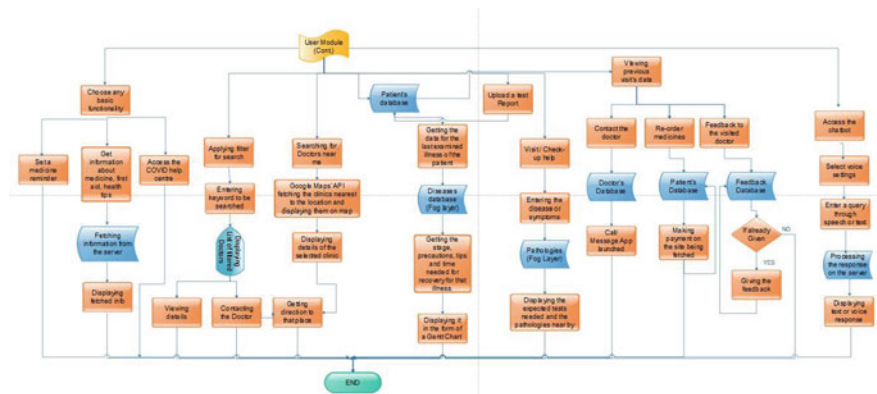 User Module
(Cont.)
Choose any
basic
functionality
Set a
medicine
reminder
Get
information
about
medicine, first
aid, health
tips
Access the
COVID help
centre
Fetching
information from
the server
Displaying
fetched info
Applying filter
for search
Entering
keyword to be
searched
Displaying
List of filtered
Doctors
Viewing
details
Contacting
the Doctor
Getting
direction to
that place
Searching for
Doctors near
me
Google Maps' API
fetching the clinics nearest
to the location and
displaying them on map
Displaying
details of the
selected clinic
Patient's
database
Upload a test
Report
Getting the
data for the
last examined
illness of the
patient
Diseases
database
(Fog layer)
Getting the
stage,
precautions, tips
and time
needed for
recovery for that
illness
Displaying it
in the form of
a Gantt Chart
Visit/ Check-
up help
Entering the
disease or
symptoms
Pathologies
(Fog Layer)
Displaying the
expected tests
needed and the
pathologies near by
Viewing
previous
visit's data
Contact the
doctor
Re-order
medicines
Feedback to
the visited
doctor
Doctor's
Database
Patient's
Database
Feedback
Database
Call/
Message App
launched
Making
payment on
the site being
fetched
If already
Given
NO
YES
Giving the
feedback
Access the
chatbot
Select voice
settings
Enter a query
through
speech or text
Processing
the response
on the server
Displaying
text or voice
response
END